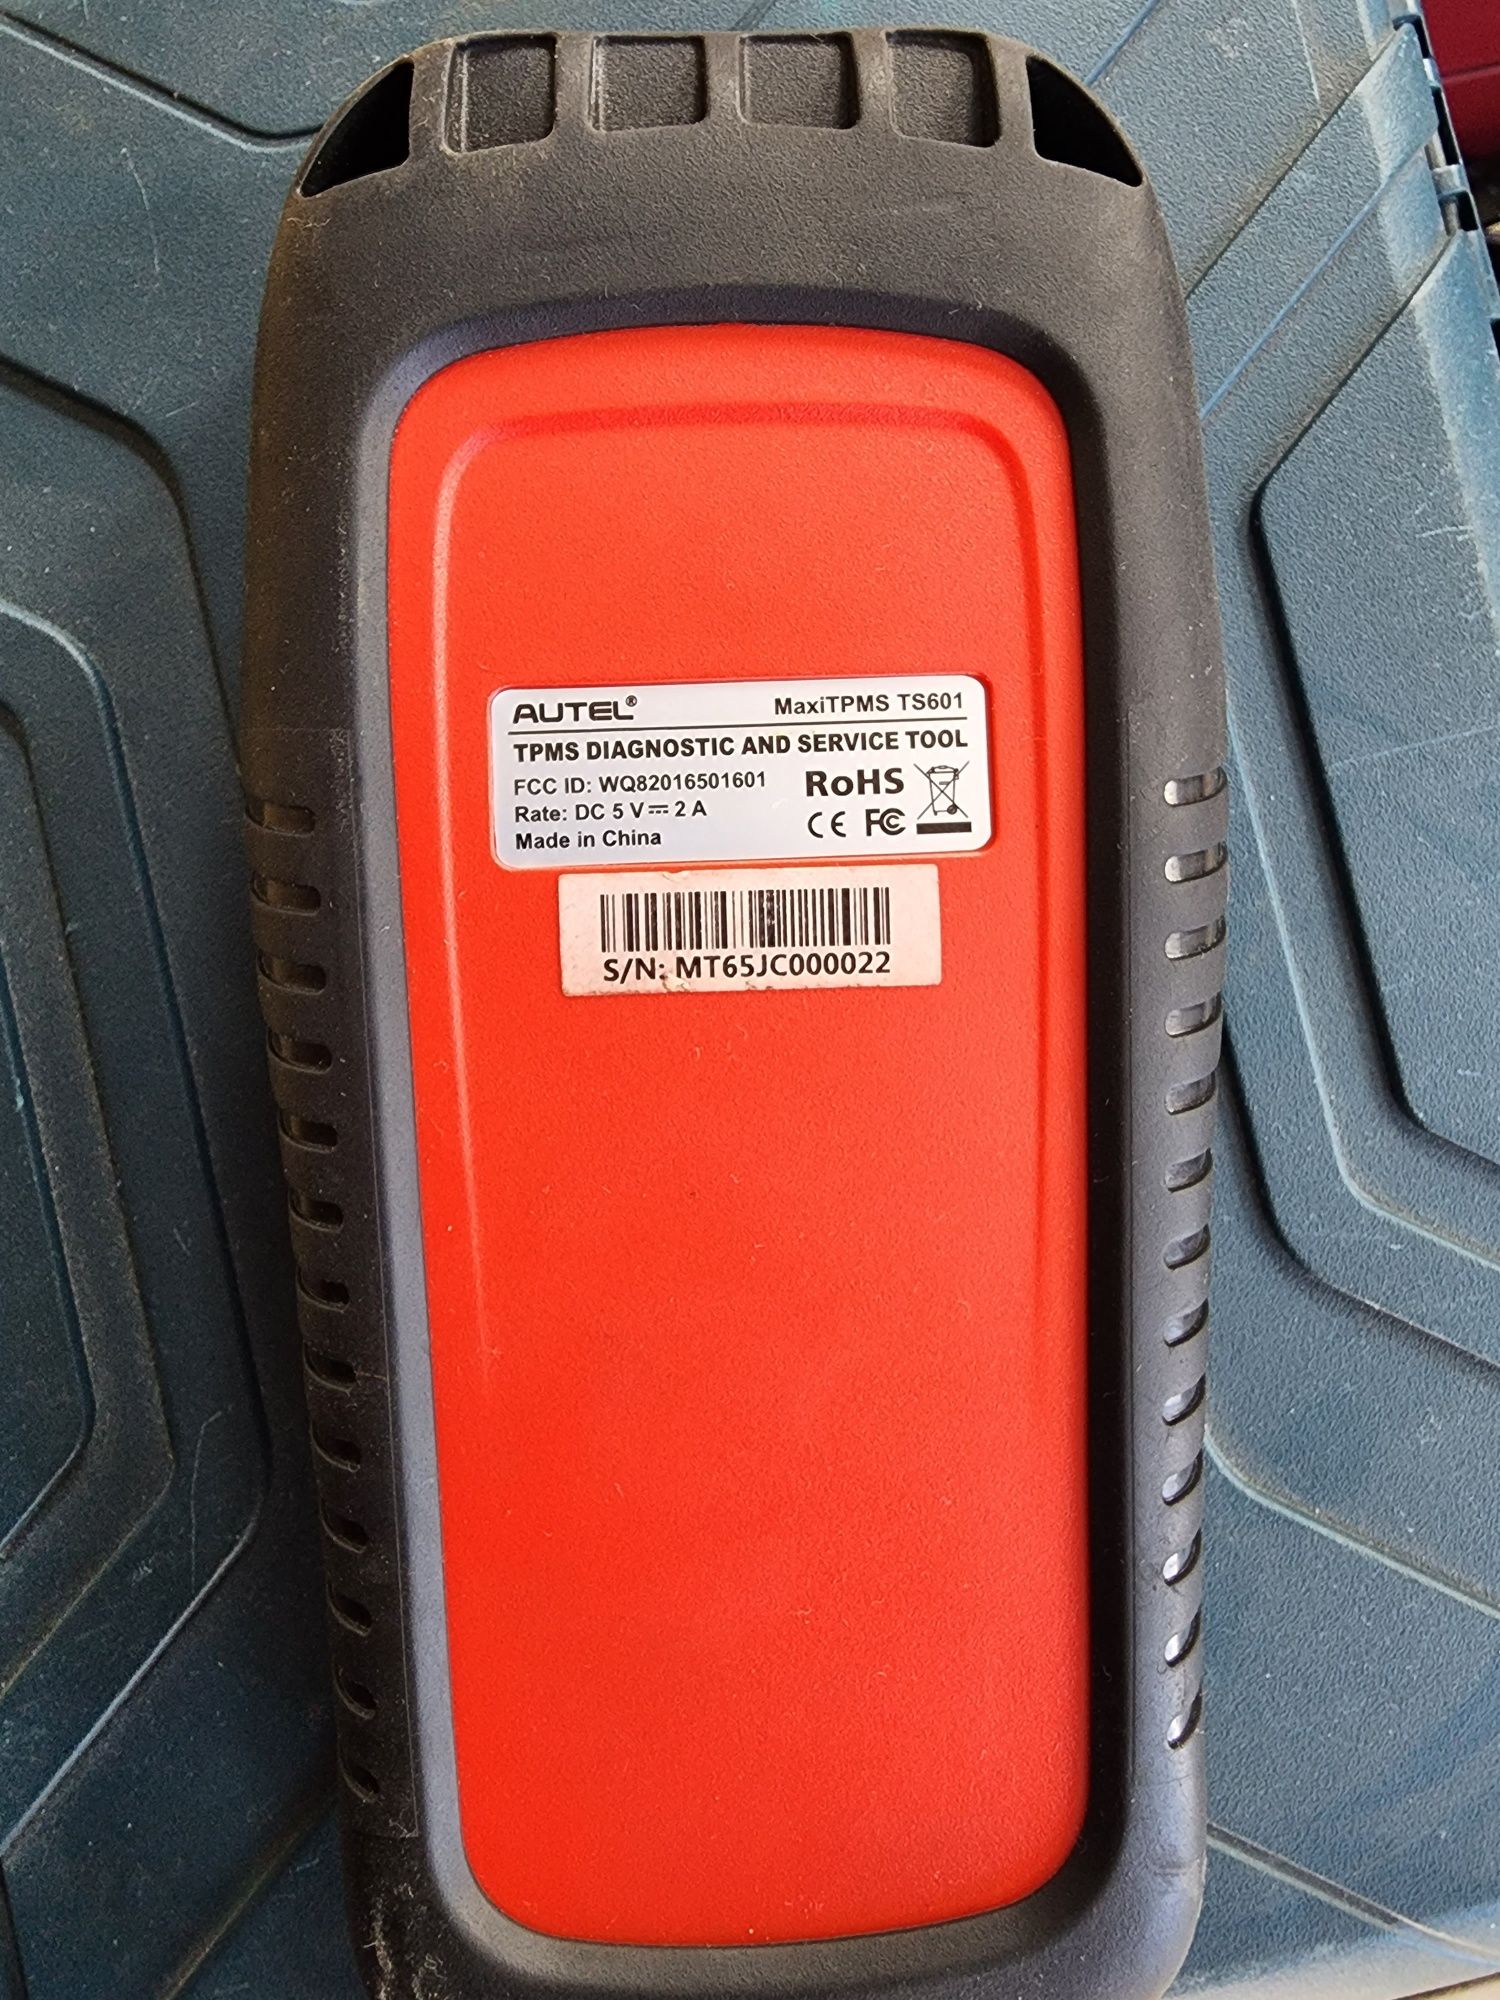 AUTEL® MaxiTPMS TS601
TPMS DIAGNOSTIC AND SERVICE TOOL
FCC ID: WQ82016501601
Rate: DC 5 V⎓2 A
Made in China
RoHS
CE FC
S/N: MT65JC000022